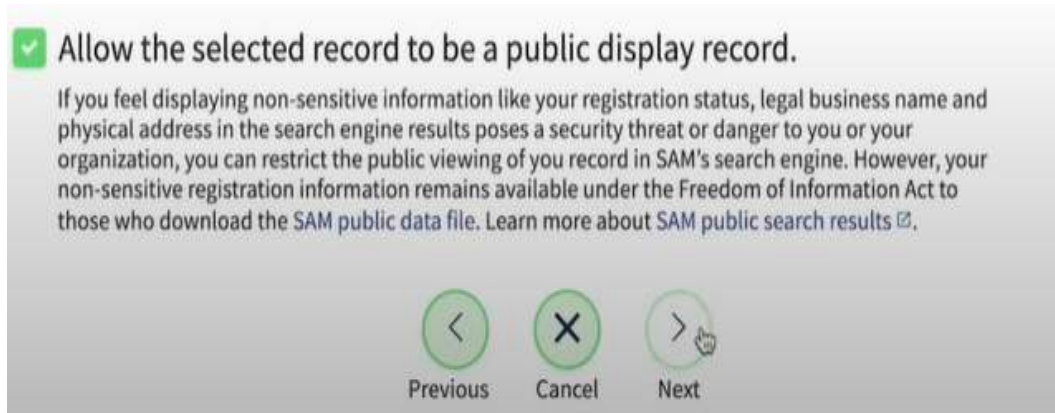 Allow the selected record to be a public display record.
If you feel displaying non-sensitive information like your registration status, legal business name and
physical address in the search engine results poses a security threat or danger to you or your
organization, you can restrict the public viewing of you record in SAM's search engine. However, your
non-sensitive registration information remains available under the Freedom of Information Act to
those who download the SAM public data file. Learn more about SAM public search results.
Previous Cancel Next